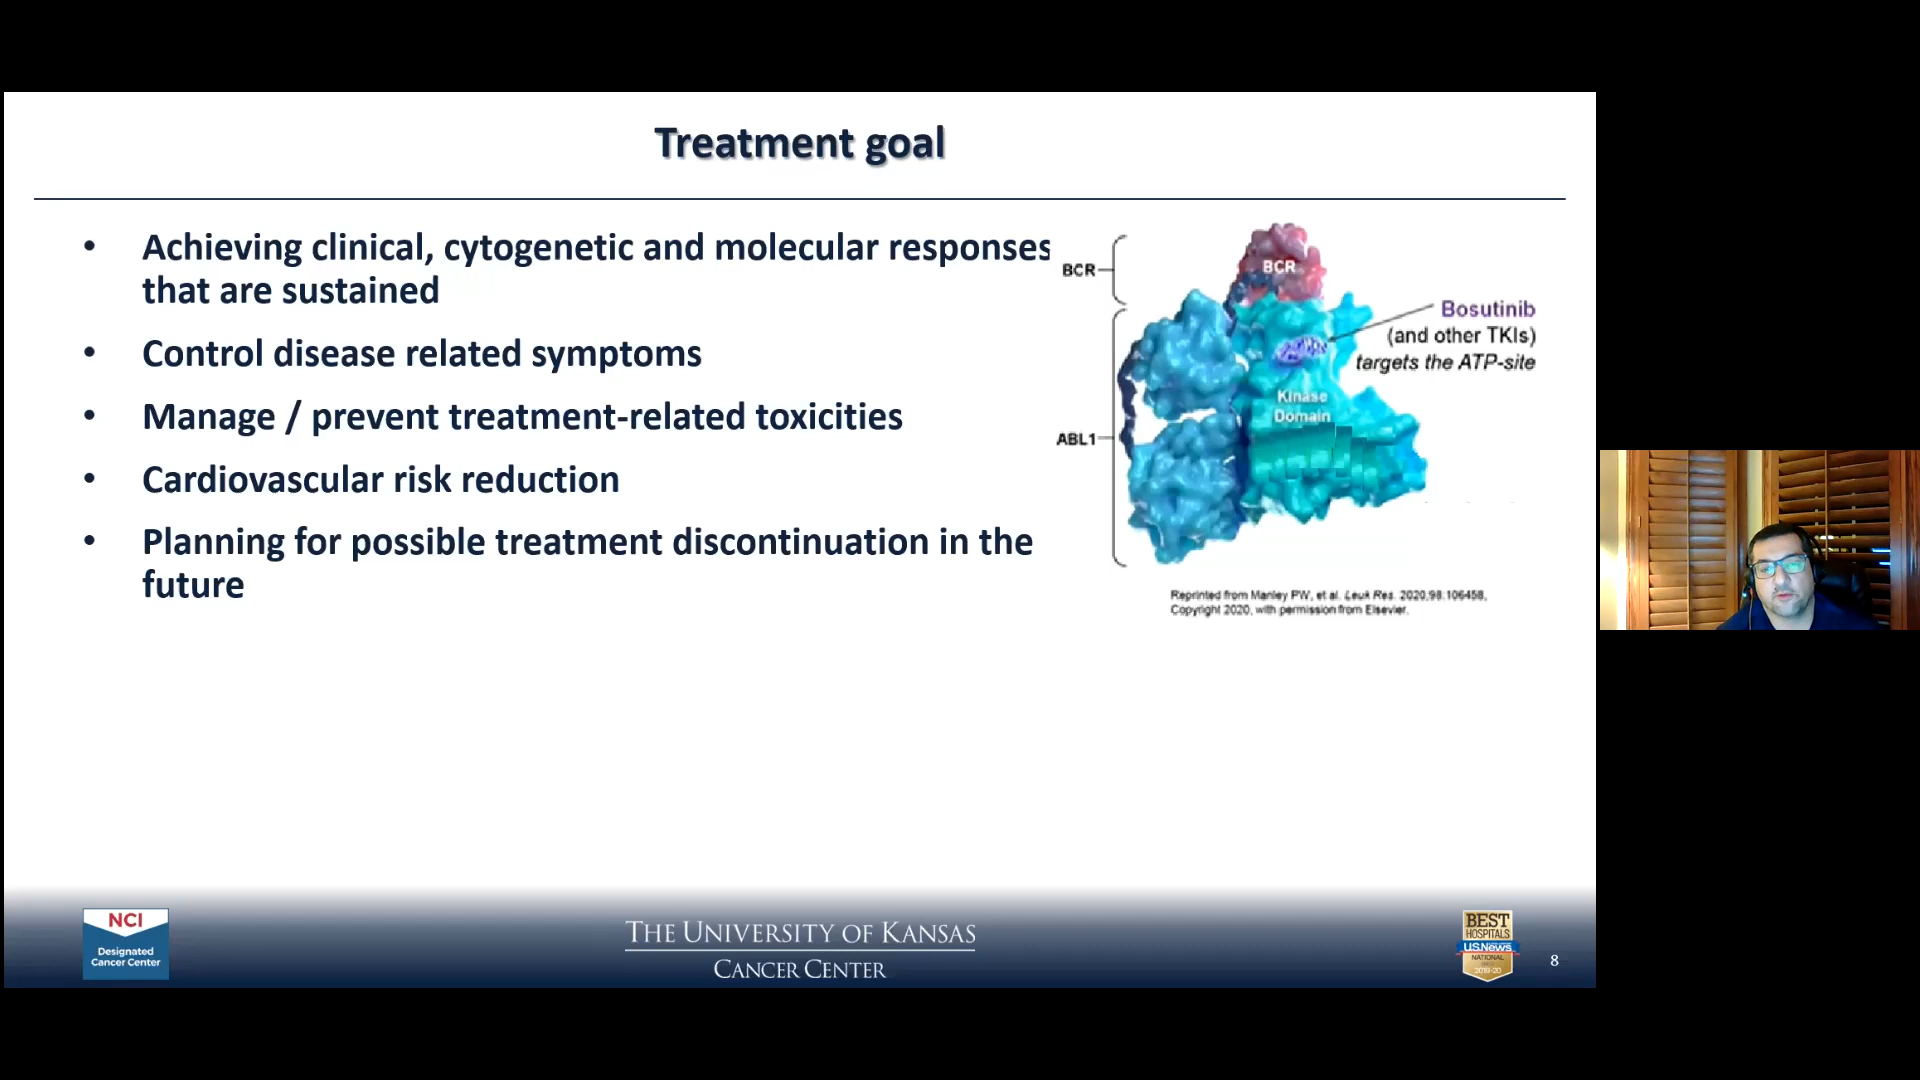 Treatment goal
• Achieving clinical, cytogenetic and molecular responses
that are sustained
• Control disease related symptoms
• Manage / prevent treatment-related toxicities
• Cardiovascular risk reduction
• Planning for possible treatment discontinuation in the
future
BCR
BCR
Bosutinib
(and other TKIs)
targets the ATP-site
Kinase
Domain
ABL1
Reprinted from Manley PW, et al. Leuk Res. 2020;98:106458,
Copyright 2020, with permission from Elsevier.
NCI
Designated
Cancer Center
THE UNIVERSITY OF KANSAS
CANCER CENTER
BEST
HOSPITALS
U.S.News
NATIONAL
2019-20
8